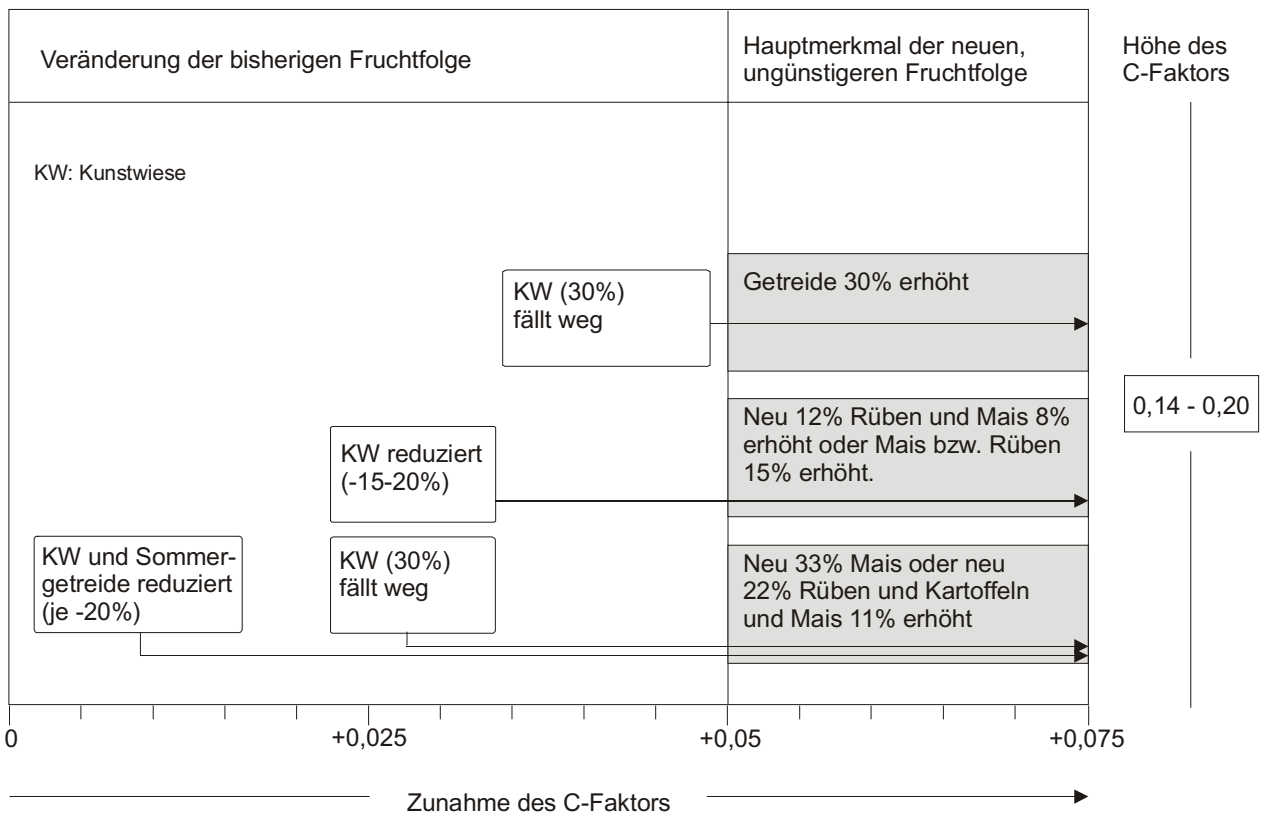 Veränderung der bisherigen Fruchtfolge
Hauptmerkmal der neuen,
ungünstigeren Fruchtfolge
Höhe des
C-Faktors
KW: Kunstwiese
KW (30%)
fällt weg
Getreide 30% erhöht
0,14 - 0,20
KW reduziert
(-15-20%)
Neu 12% Rüben und Mais 8%
erhöht oder Mais bzw. Rüben
15% erhöht.
KW und Sommer-
getreide reduziert
(je -20%)
KW (30%)
fällt weg
Neu 33% Mais oder neu
22% Rüben und Kartoffeln
und Mais 11% erhöht
0
+0,025
+0,05
+0,075
Zunahme des C-Faktors